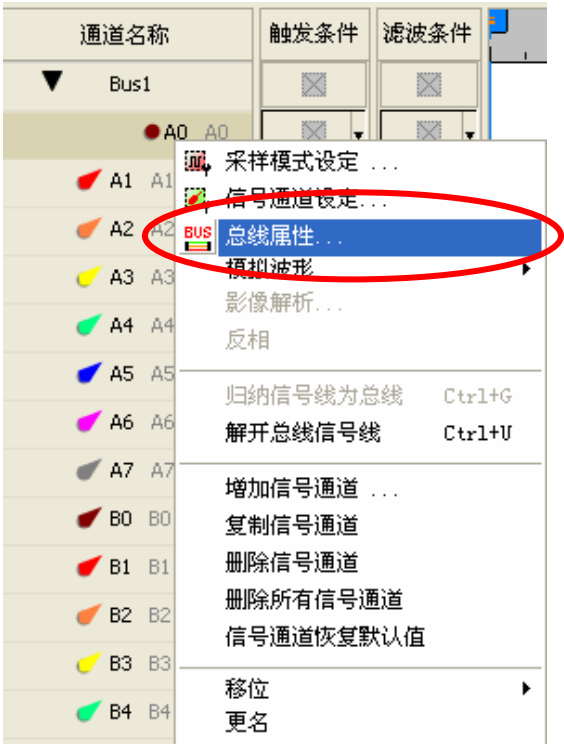 通道名称 触发条件 滤波条件
Bus1
A0 A0
采样模式设定 ...
A1 A1
信号通道设定...
A2 A2
BUS 总线属性...
模拟波形
A3 A3
影像解析...
A4 A4
反相
A5 A5
归纳信号线为总线 Ctrl+G
A6 A6
解开总线信号线 Ctrl+U
A7 A7
增加信号通道 ...
B0 B0
复制信号通道
B1 B1
删除信号通道
删除所有信号通道
B2 B2
信号通道恢复默认值
B3 B3
移位
B4 B4
更名